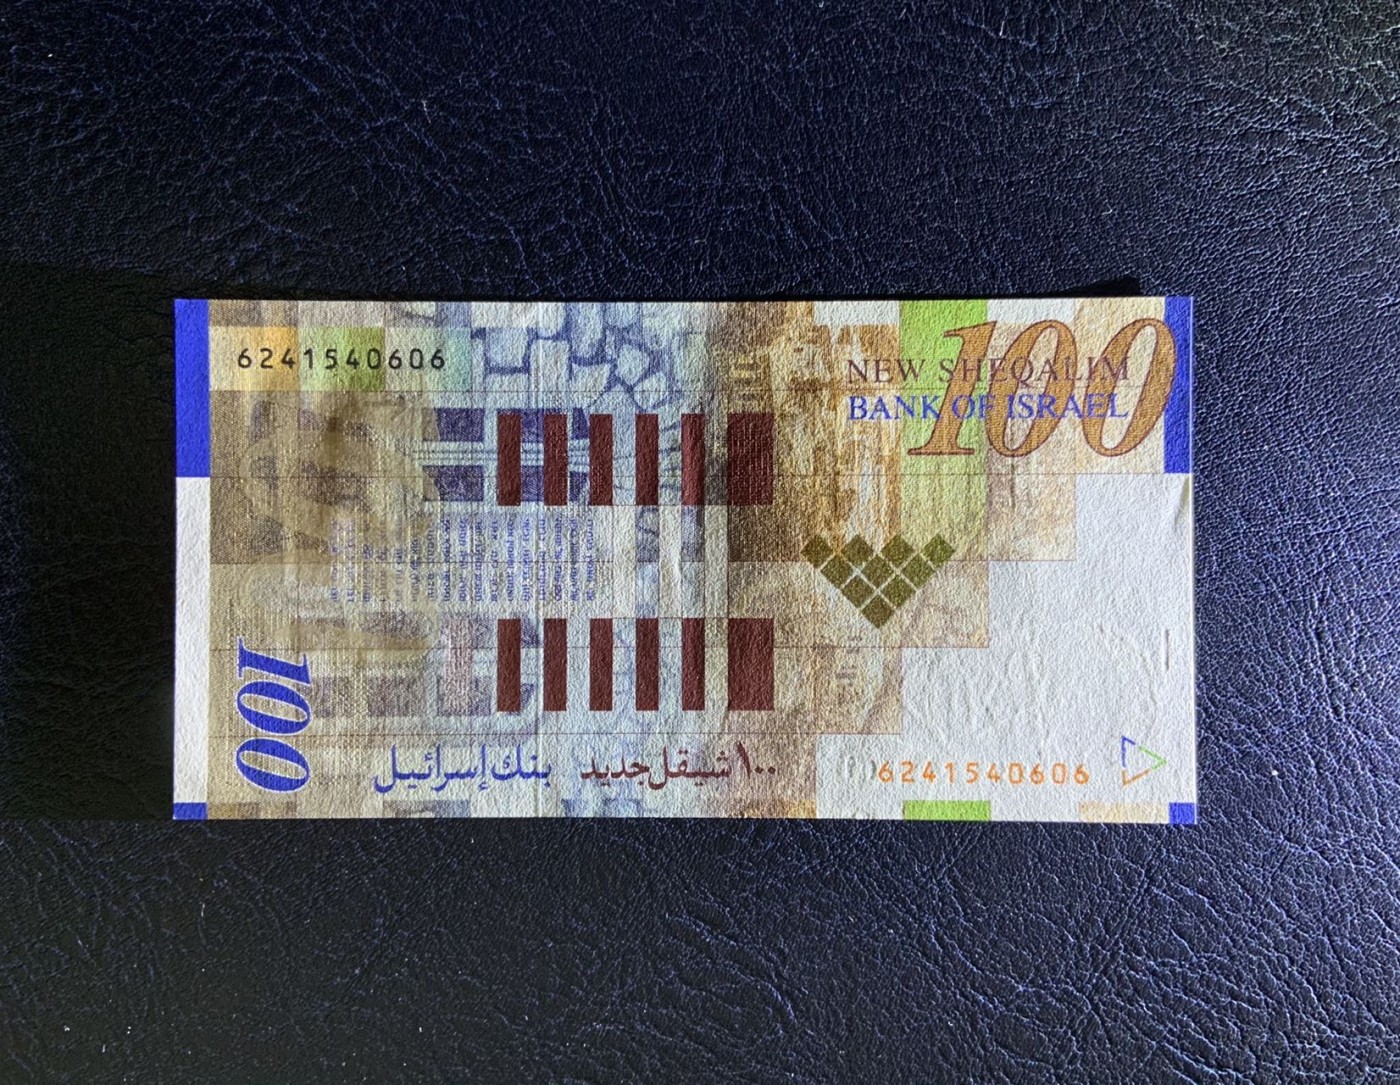 6241540606
100
NEW SHEQALIM
BANK OF ISRAEL
100
١٠٠ شيقل جديد
بنك إسرائيل
6241540606